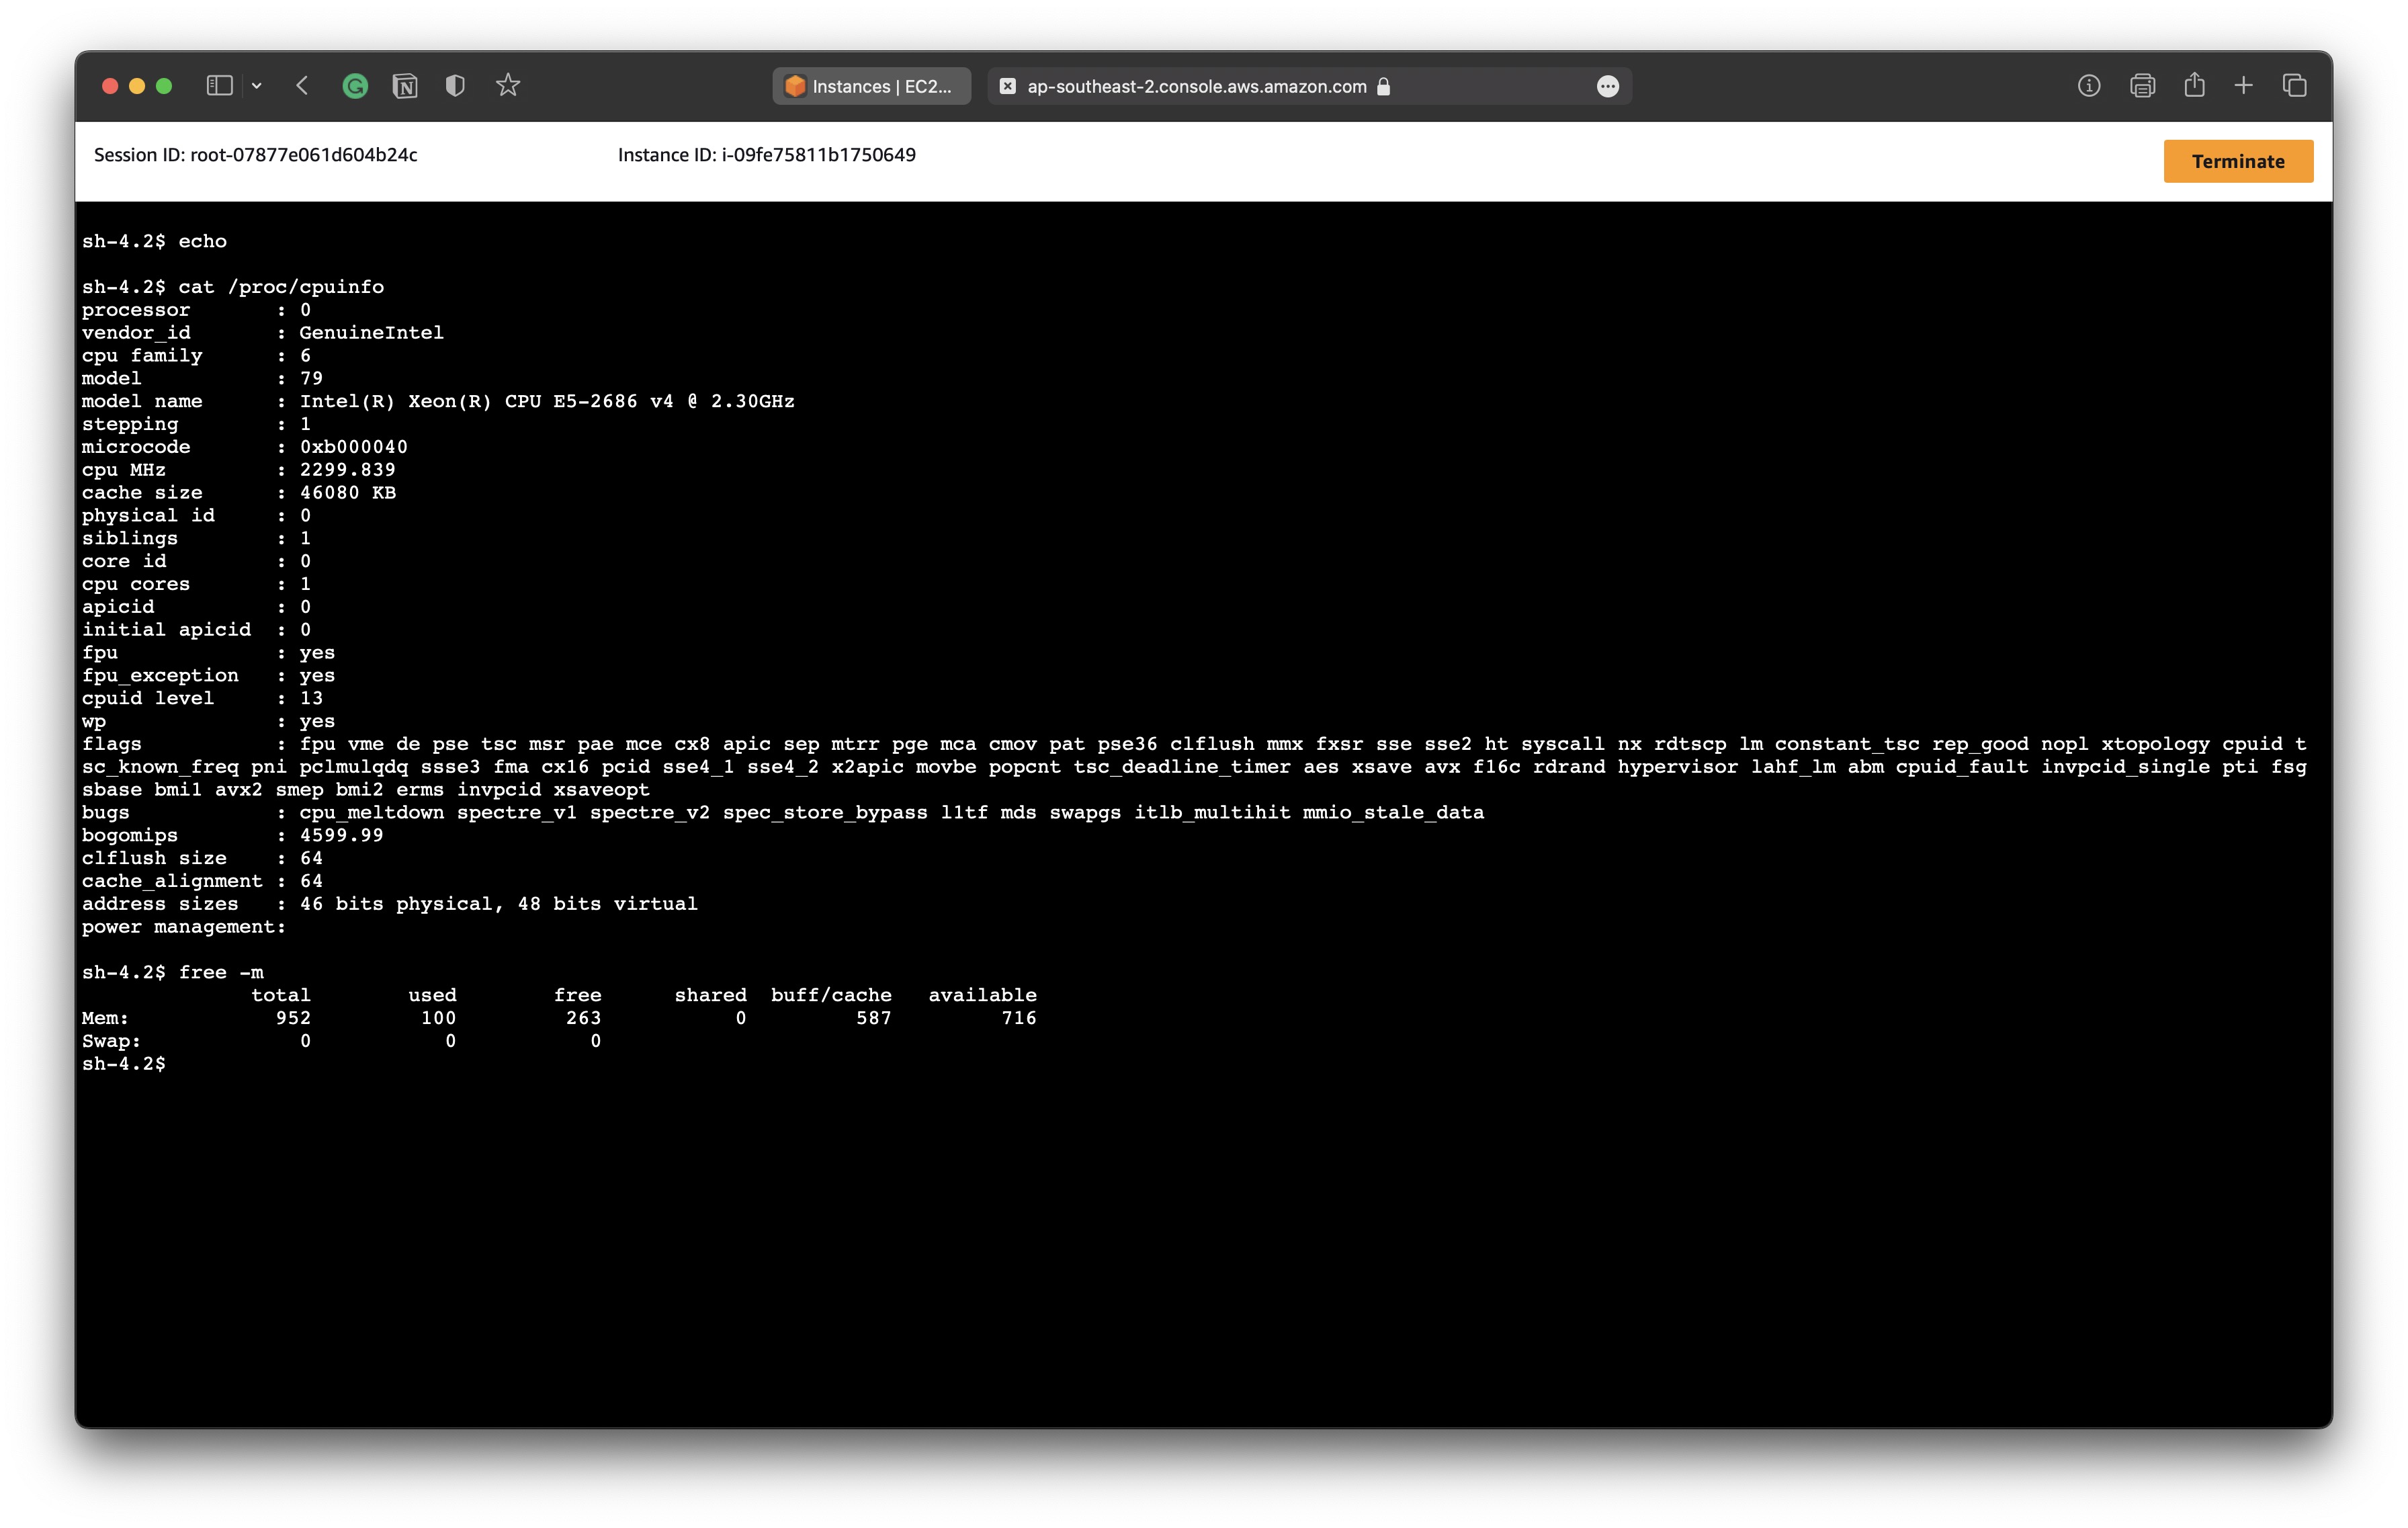 Instances | EC2...
ap-southeast-2.console.aws.amazon.com
Session ID: root-07877e061d604b24c
Instance ID: i-09fe75811b1750649
Terminate
sh-4.2$ echo
sh-4.2$ cat /proc/cpuinfo
processor : 0
vendor_id : GenuineIntel
cpu family : 6
model : 79
model name : Intel(R) Xeon(R) CPU E5-2686 v4 @ 2.30GHz
stepping : 1
microcode : 0xb000040
cpu MHz : 2299.839
cache size : 46080 KB
physical id : 0
siblings : 1
core id : 0
cpu cores : 1
apicid : 0
initial apicid : 0
fpu : yes
fpu_exception : yes
cpuid level : 13
wp : yes
flags : fpu vme de pse tsc msr pae mce cx8 apic sep mtrr pge mca cmov pat pse36 clflush mmx fxsr sse sse2 ht syscall nx rdtscp lm constant_tsc rep_good nopl xtopology cpuid t
sc_known_freq pni pclmulqdq ssse3 fma cx16 pcid sse4_1 sse4_2 x2apic movbe popcnt tsc_deadline_timer aes xsave avx f16c rdrand hypervisor lahf_lm abm cpuid_fault invpcid_single pti fsg
sbase bmi1 avx2 smep bmi2 erms invpcid xsaveopt
bugs : cpu_meltdown spectre_v1 spectre_v2 spec_store_bypass l1tf mds swapgs itlb_multihit mmio_stale_data
bogomips : 4599.99
clflush size : 64
cache_alignment : 64
address sizes : 46 bits physical, 48 bits virtual
power management:
sh-4.2$ free -m
total used free shared buff/cache available
Mem: 952 100 263 0 587 716
Swap: 0 0 0
sh-4.2$